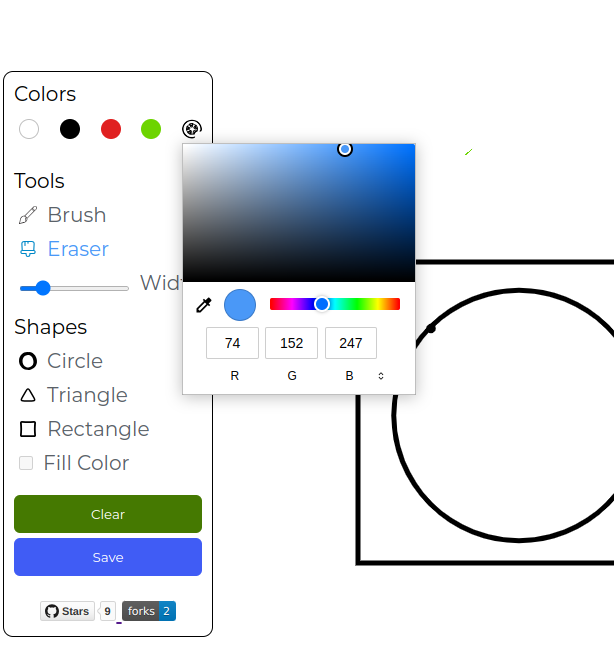 Colors
Tools
Brush
Eraser
74 152 247
R G B
Shapes
Circle
Triangle
Rectangle
Fill Color
Clear
Save
Stars 9 forks 2